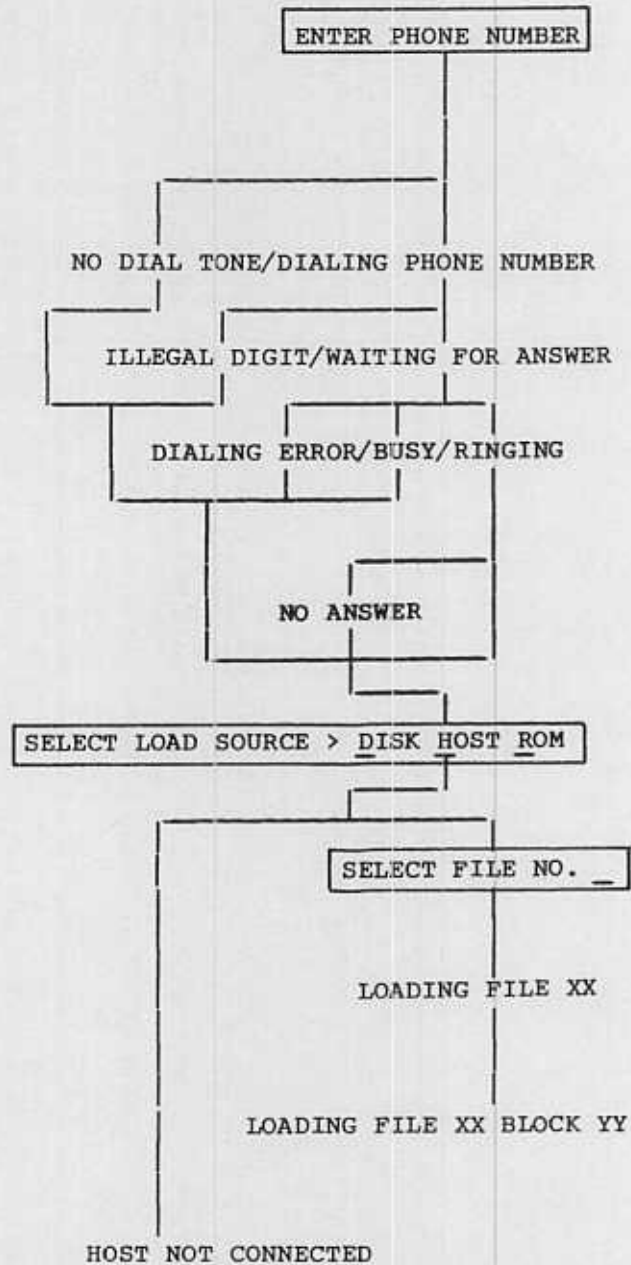 ENTER PHONE NUMBER
NO DIAL TONE/DIALING PHONE NUMBER
ILLEGAL DIGIT/WAITING FOR ANSWER
DIALING ERROR/BUSY/RINGING
NO ANSWER
SELECT LOAD SOURCE > DISK HOST ROM
SELECT FILE NO. _
LOADING FILE XX
LOADING FILE XX BLOCK YY
HOST NOT CONNECTED